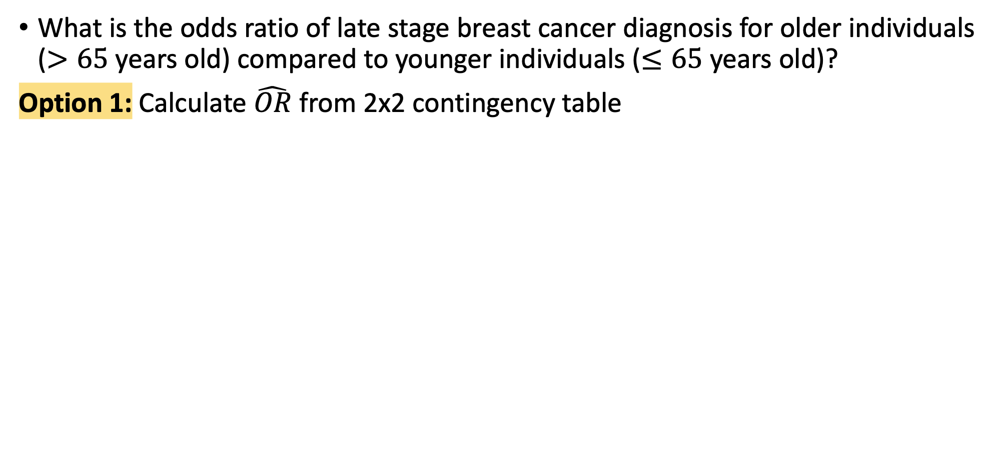 • What is the odds ratio of late stage breast cancer diagnosis for older individuals
(> 65 years old) compared to younger individuals (≤ 65 years old)?
Option 1: Calculate \widehat{OR} from 2x2 contingency table